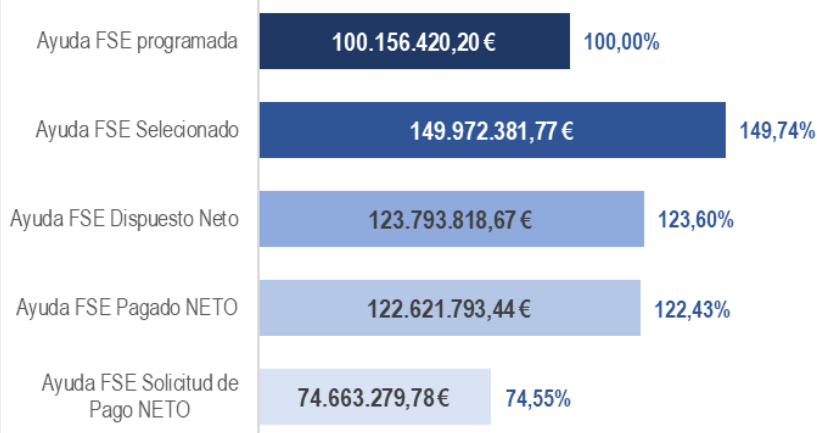 Ayuda FSE programada 100.156.420,20 € 100,00%
Ayuda FSE Selecionado 149.972.381,77 € 149,74%
Ayuda FSE Dispuesto Neto 123.793.818,67 € 123,60%
Ayuda FSE Pagado NETO 122.621.793,44 € 122,43%
Ayuda FSE Solicitud de
Pago NETO 74.663.279,78 € 74,55%